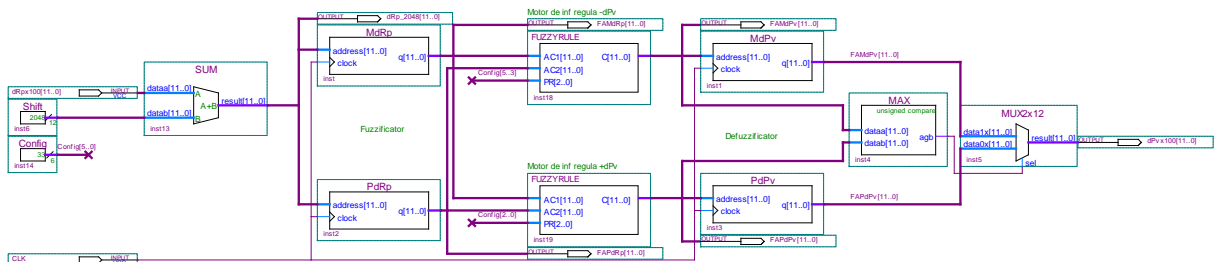 OUTPUT dRp_2048[11..0]
Motor de inf regula -dPv
OUTPUT FAMdRp[11..0]
OUTPUT FAMdPv[11..0]
MdRp
address[11..0]
q[11..0]
clock
inst
FUZZYRULE
AC1[11..0] C[11..0]
AC2[11..0]
PR[2..0]
inst18
Config[5..3]
MdPv
address[11..0]
q[11..0]
clock
inst1
FAMdPv[11..0]
SUM
dataa[11..0] A
A+B
result[11..0]
datab[11..0] B
inst13
dRpx100[11..0] INPUT
VCC
Shift
2048
12
inst6
Config
33
6
inst14
Config[5..0]
Fuzzificator
Defuzzificator
MAX
unsigned compare
dataa[11..0]
agb
datab[11..0]
inst4
MUX2x12
data1x[11..0]
result[11..0]
data0x[11..0]
sel
inst5
dPvx100[11..0]
OUTPUT
Motor de inf regula +dPv
PdRp
address[11..0]
q[11..0]
clock
inst2
FUZZYRULE
AC1[11..0] C[11..0]
AC2[11..0]
PR[2..0]
inst19
Config[2..0]
PdPv
address[11..0]
q[11..0]
clock
inst3
FAPdPv[11..0]
OUTPUT FAPdPv[11..0]
OUTPUT FAPdRp[11..0]
CLK INPUT